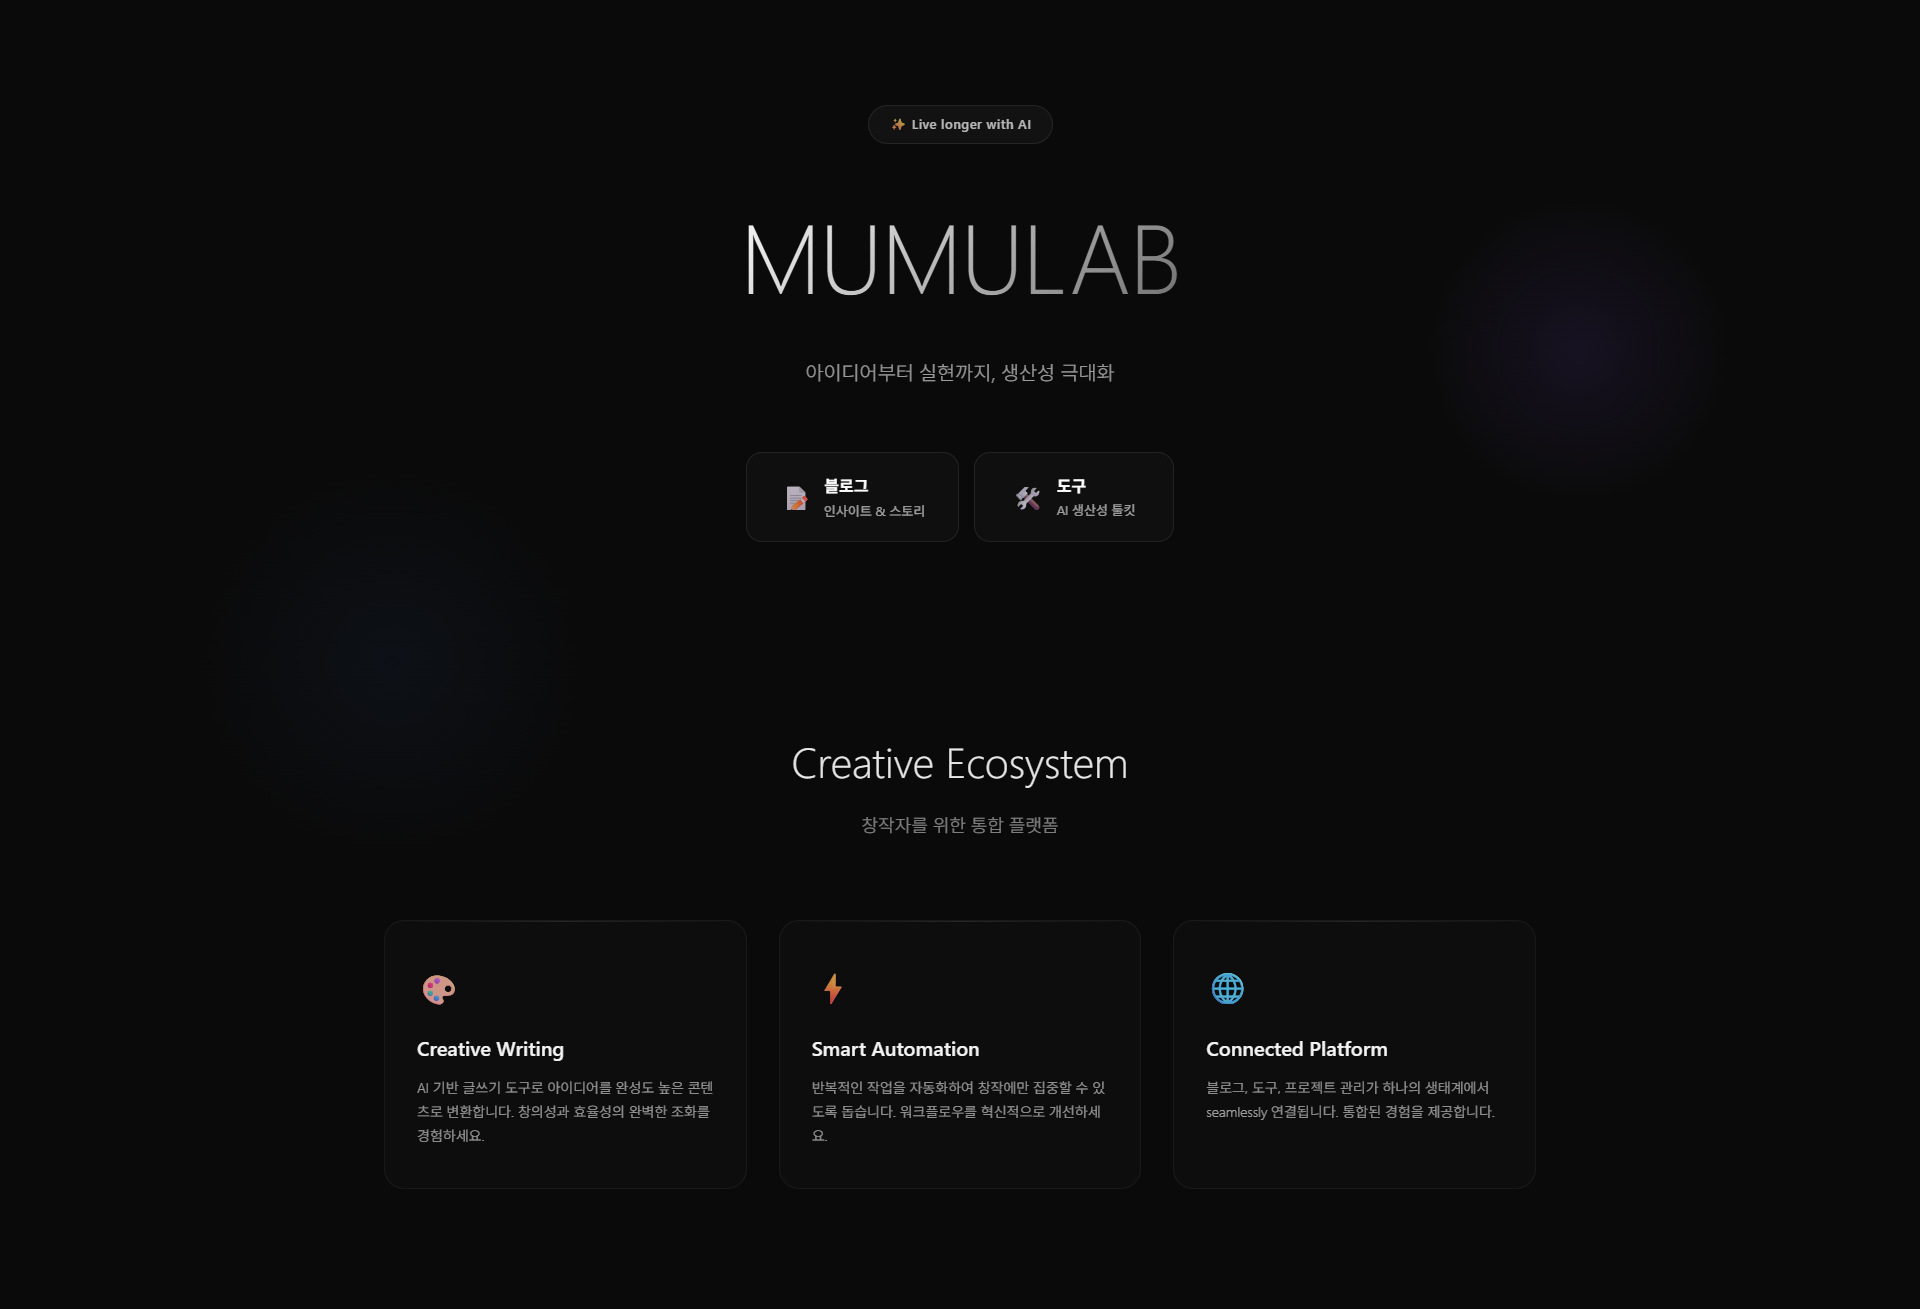 Live longer with AI
MUMULAB
아이디어부터 실현까지, 생산성 극대화
블로그
인사이트 & 스토리
도구
AI 생산성 툴킷
Creative Ecosystem
창작자를 위한 통합 플랫폼
Creative Writing
AI 기반 글쓰기 도구로 아이디어를 완성도 높은 콘텐
츠로 변환합니다. 창의성과 효율성의 완벽한 조화를
경험하세요.
Smart Automation
반복적인 작업을 자동화하여 창작에만 집중할 수 있
도록 돕습니다. 워크플로우를 혁신적으로 개선하세
요.
Connected Platform
블로그, 도구, 프로젝트 관리가 하나의 생태계에서
seamlessly 연결됩니다. 통합된 경험을 제공합니다.